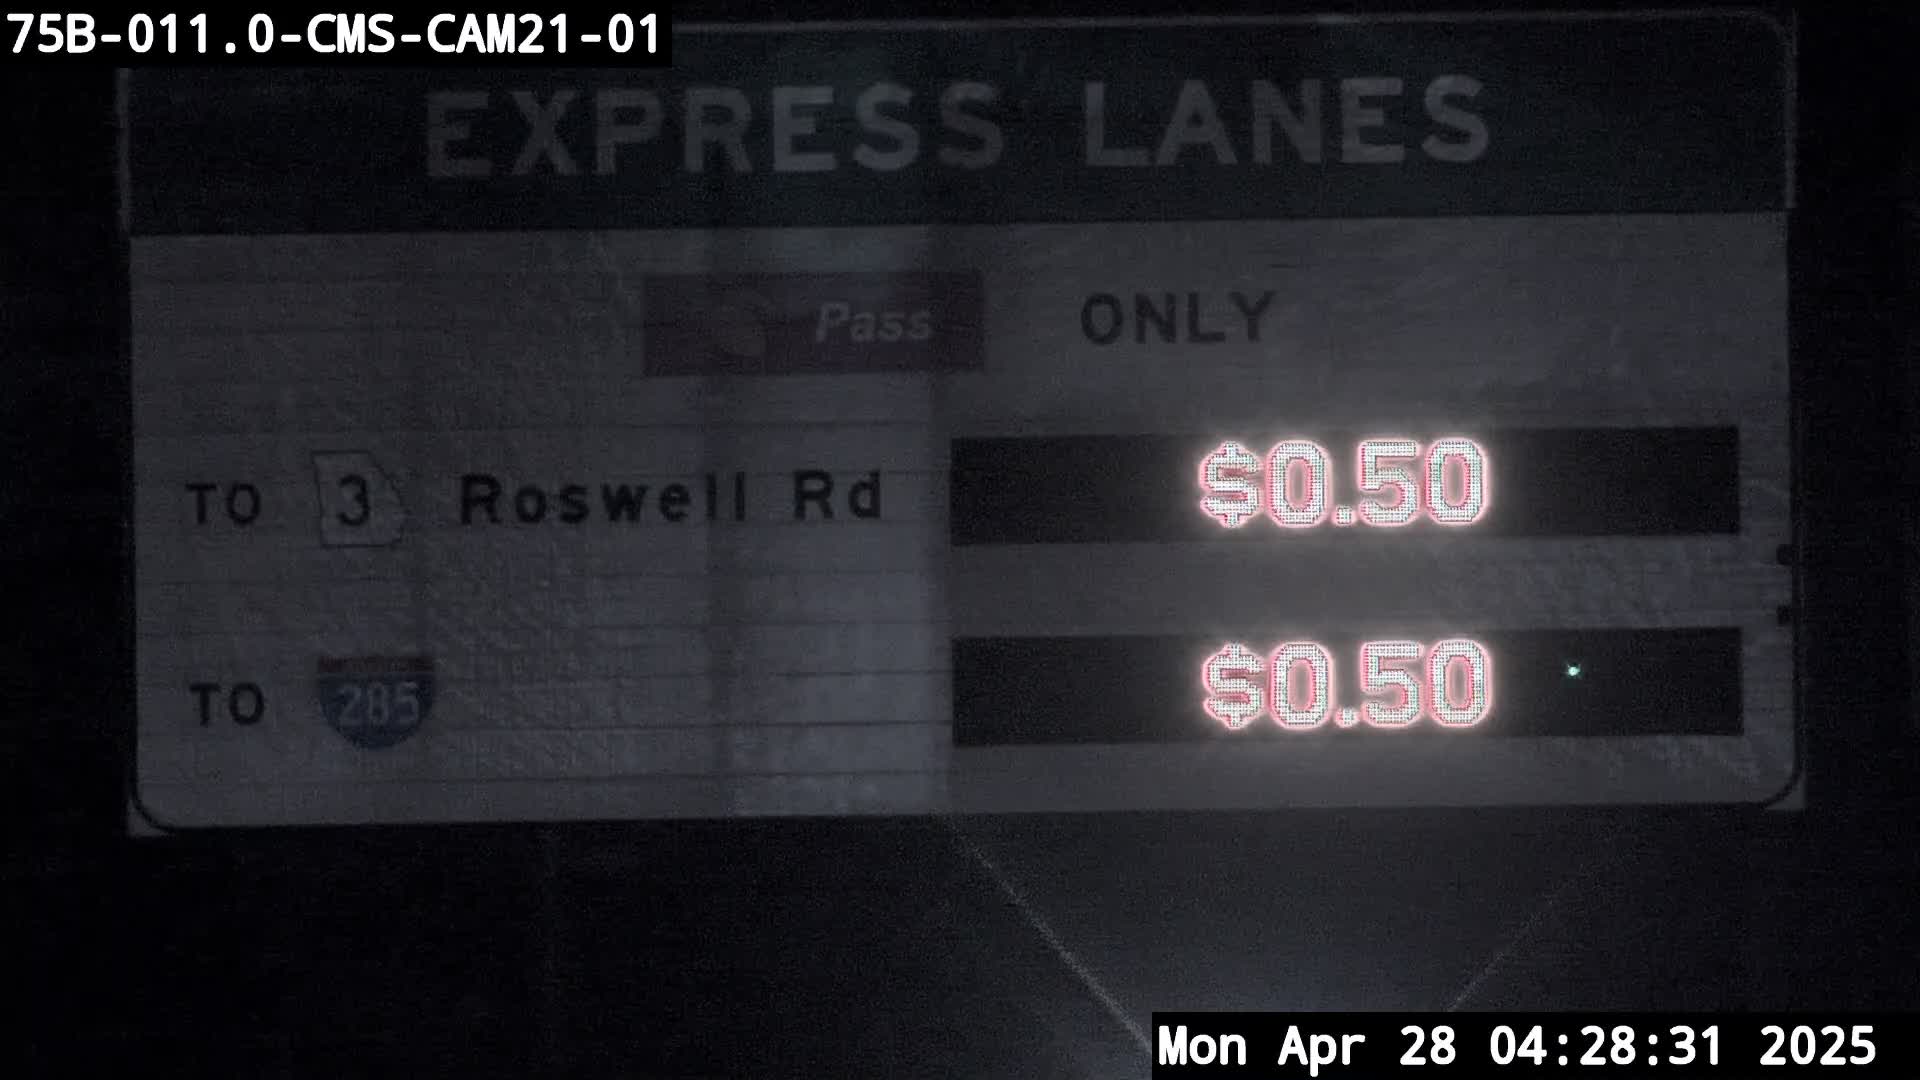 75B-011.0-CMS-CAM21-01
EXPRESS LANES
Pass ONLY
TO 3 Roswell Rd $0.50
TO 285 $0.50
Mon Apr 28 04:28:31 2025